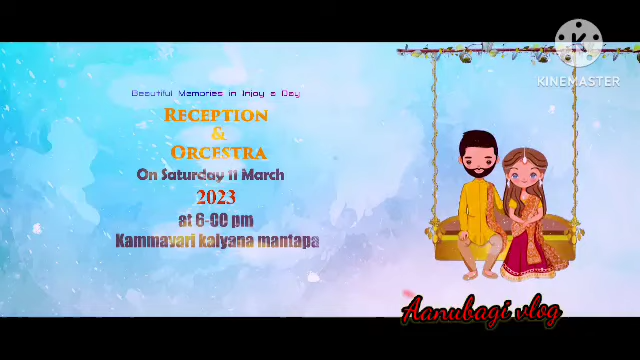 KINEMASTER
Beautiful Memories in Injoy a Day
RECEPTION
&
ORCESTRA
On Saturday 11 March
2023
at 6-00 pm
Kammavari kalyana mantapa
Aanubagi vlog